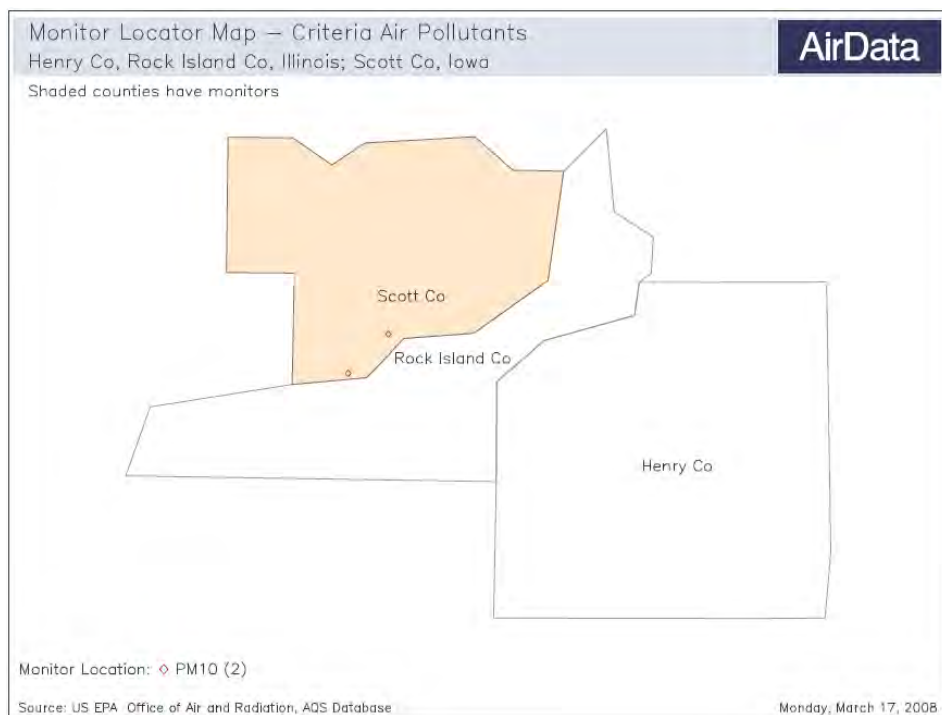 Monitor Locator Map – Criteria Air Pollutants
Henry Co, Rock Island Co, Illinois; Scott Co, Iowa
AirData
Shaded counties have monitors
Scott Co
Rock Island Co
Henry Co
Monitor Location: ◇ PM10 (2)
Source: US EPA Office of Air and Radiation, AQS Database
Monday, March 17, 2008